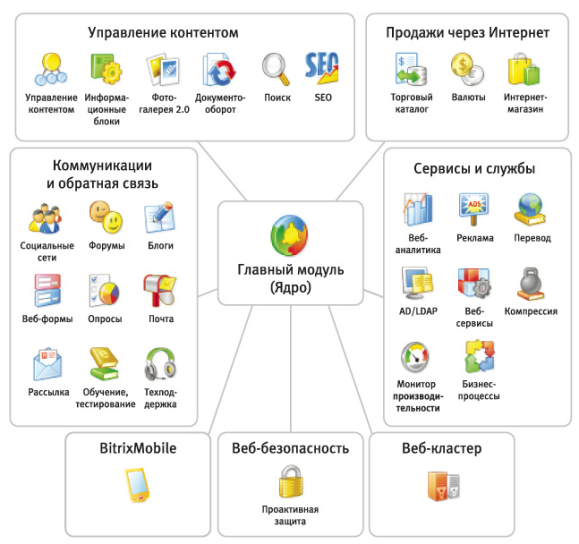 Управление контентом
Управление
контентом
Информа-
ционные
блоки
Фото-
галерея 2.0
Документо-
оборот
Поиск
SEO
SEO
Продажи через Интернет
$
Торговый
каталог
$
€
Валюты
Интернет-
магазин
Коммуникации
и обратная связь
Социальные
сети
Форумы
Блоги
Веб-формы
Опросы
Почта
Рассылка
Обучение,
тестирование
Техпод-
держка
Главный модуль
(Ядро)
Сервисы и службы
Веб-
аналитика
ADS
Реклама
Перевод
AD/LDAP
Веб-
сервисы
Компрессия
Монитор
производи-
тельности
Бизнес-
процессы
BitrixMobile
Веб-безопасность
Проактивная
защита
Веб-кластер